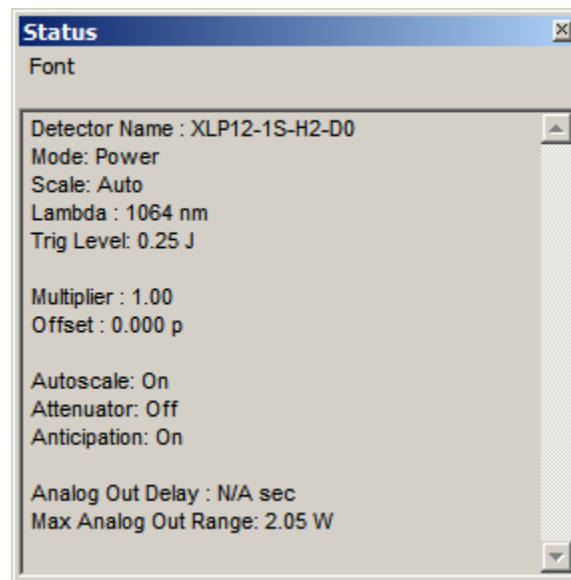 Status
Font
Detector Name : XLP12-1S-H2-D0
Mode: Power
Scale: Auto
Lambda : 1064 nm
Trig Level: 0.25 J
Multiplier : 1.00
Offset : 0.000 p
Autoscale: On
Attenuator: Off
Anticipation: On
Analog Out Delay : N/A sec
Max Analog Out Range: 2.05 W